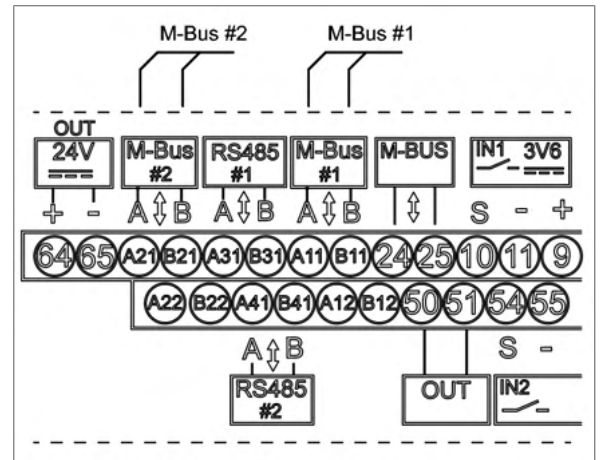 M-Bus #2 M-Bus #1
OUT
24V M-Bus #2 RS485 #1 M-Bus #1 M-BUS IN1 3V6
+ - A B A B A B S - +
64 65 A21 B21 A31 B31 A11 B11 24 25 10 11 9
A22 B22 A41 B41 A12 B12 50 51 54 55
A B S -
RS485 #2 OUT IN2